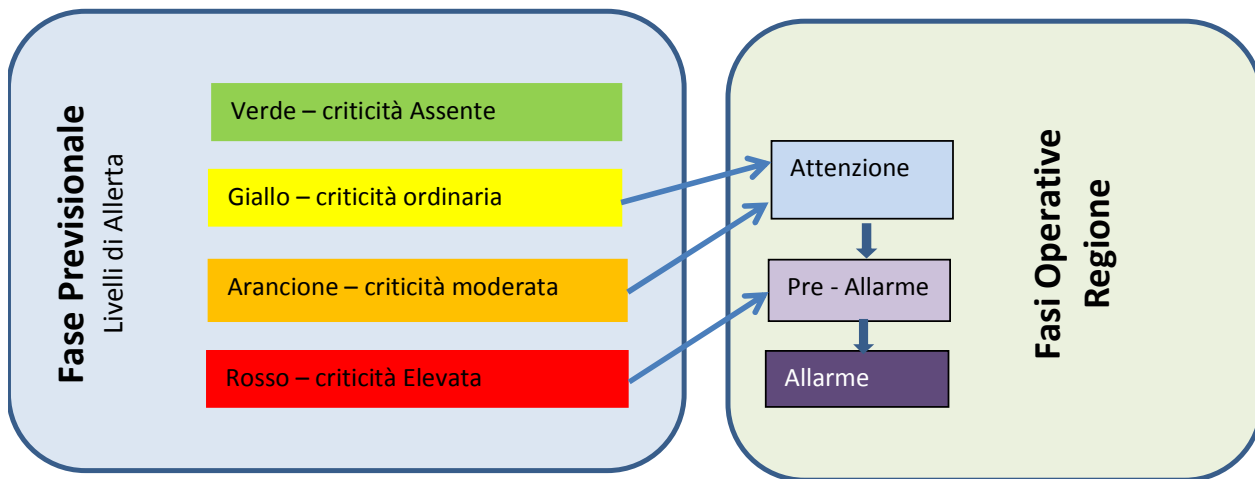 Fase Previsionale
Livelli di Allerta
Verde – criticità Assente
Giallo – criticità ordinaria
Arancione – criticità moderata
Rosso – criticità Elevata
Attenzione
Pre - Allarme
Allarme
Fasi Operative
Regione